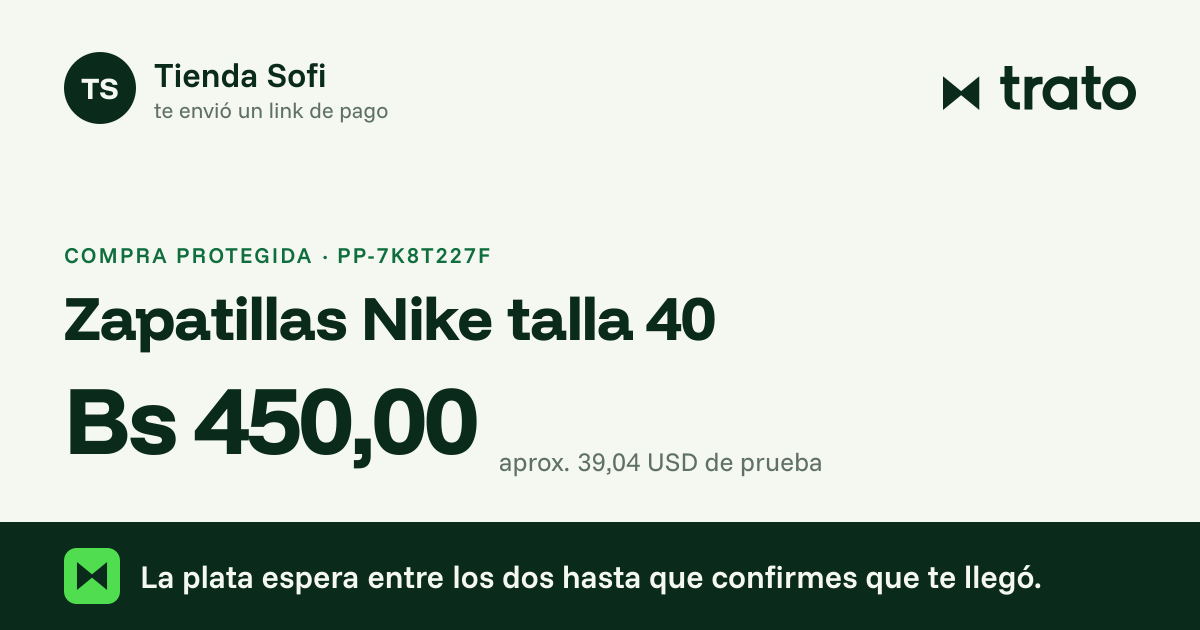 TS
Tienda Sofi
te envió un link de pago
trato
COMPRA PROTEGIDA · PP-7K8T227F
Zapatillas Nike talla 40
Bs 450,00
aprox. 39,04 USD de prueba
La plata espera entre los dos hasta que confirmes que te llegó.